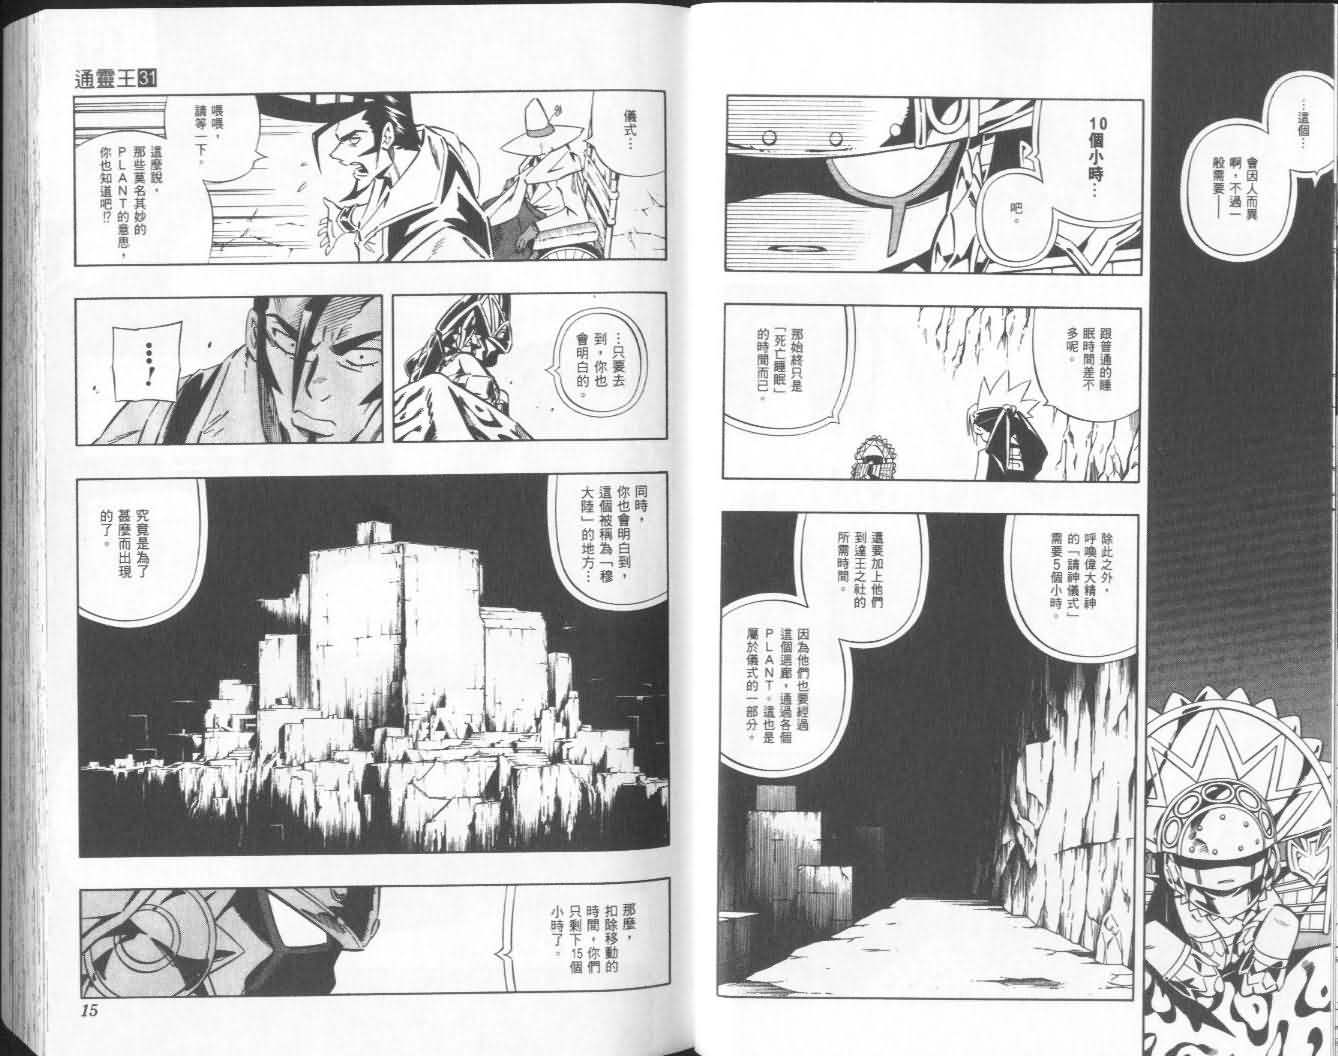 …這個…
會因人而異
啊，不過一
般需要——
10個小時…
吧。
跟普通的睡
眠時間差不
多呢。
那始終只是
「死亡睡眠」
的時間而已。
除此之外，
呼喚偉大精神
的「請神儀式」
需要5個小時。
還要加上他們
到達王之社的
所需時間。
因為他們也要經過
這個迴廊，通過各個
PLANT。這也是
屬於儀式的一部分。
通靈王31
儀式…
喂喂，
請等一下。
這麼說，
那些莫名其妙的
PLANT的意思，
你也知道吧!?
…只要去
到，你也
會明白的。
…!
同時，
你也會明白到，
這個被稱為「穆
大陸」的地方…
究竟是為了
甚麼而出現
的了。
那麼，
扣除移動的
時間，你們
只剩下15個
小時了。
15